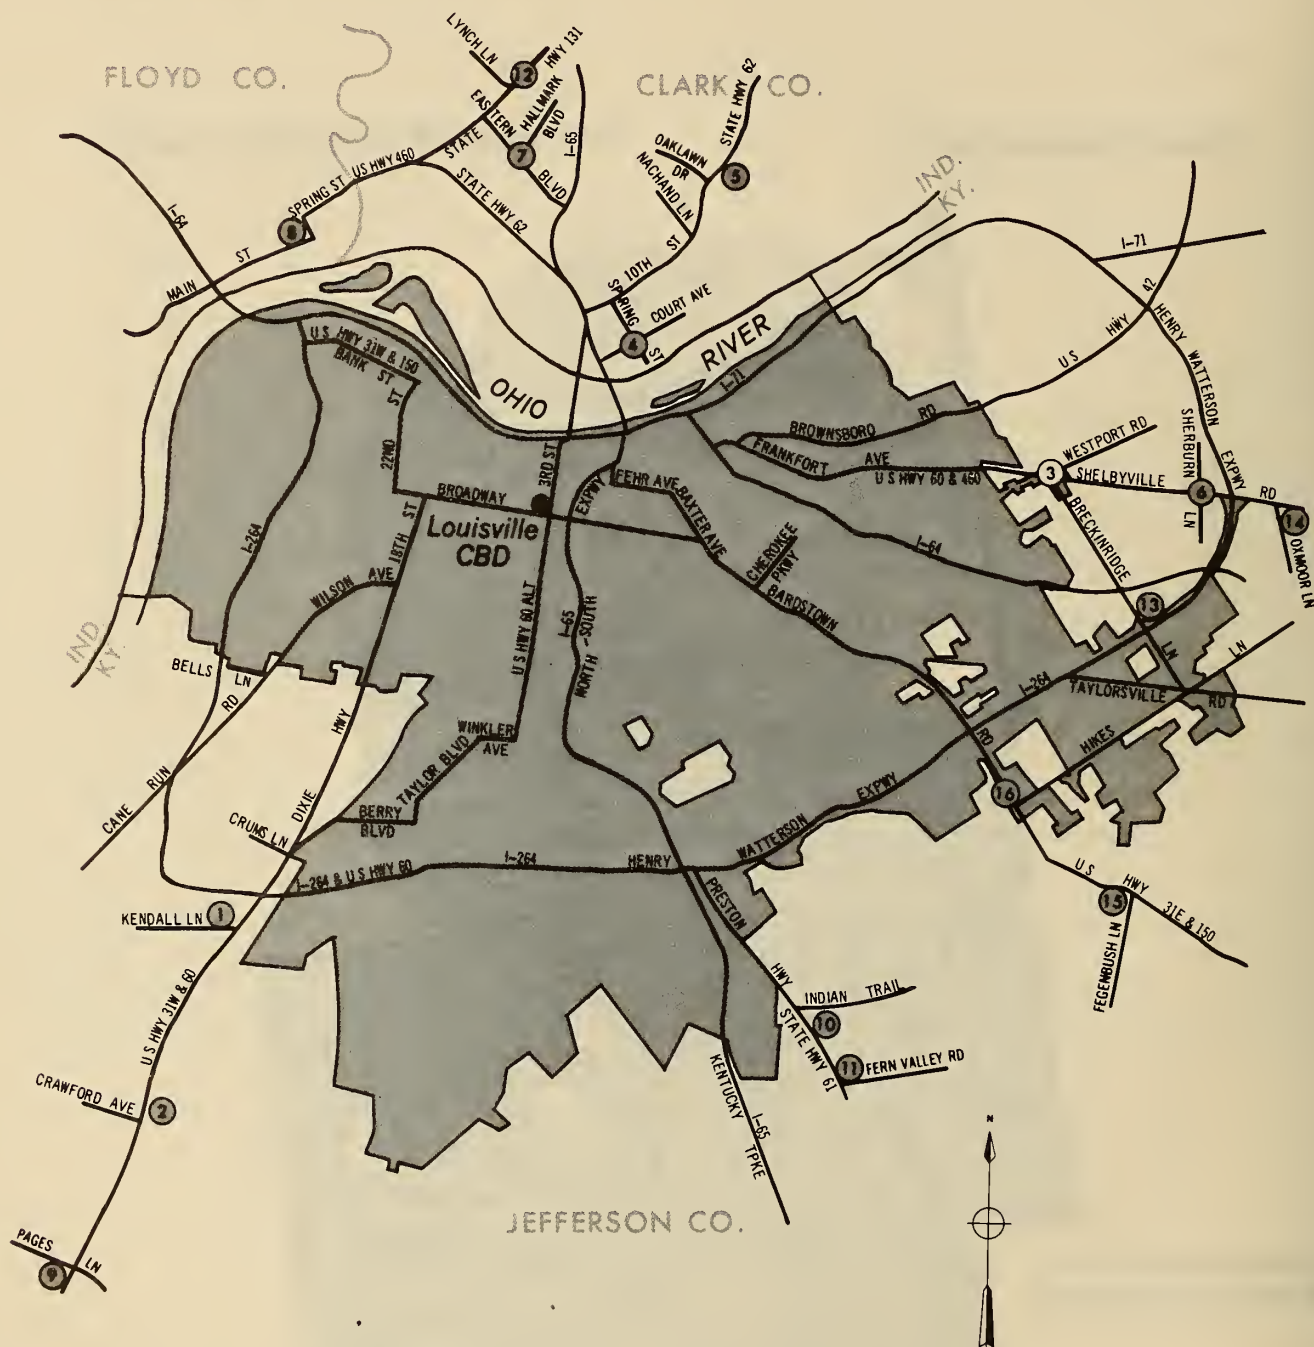 FLOYD CO.
CLARK CO.
LYNCH LN
12
HWY 131
STATE
EASTERN
BLVD
HALLMARK
BLVD
7
I-65
STATE HWY 62
OAKLAWN
DR
NACHAND LN
5
IND.
KY.
I-64
MAIN ST
SPRING ST
US HWY 460
8
STATE HWY 62
10TH ST
SPRING
ST
COURT AVE
4
OHIO
RIVER
I-71
I-71
US HWY 42
HENRY WATTERSON EXPWY
US HWY 31W & 150
BANK ST
22ND ST
BROADWAY
3RD ST
Louisville
CBD
18TH ST
WILSON AVE
I-264
EXPWY
FEHR AVE
BAXTER AVE
CHEROKEE
PKWY
BARDSTOWN
RD
BROWNSBORO RD
FRANKFORT AVE
US HWY 60 & 460
3
WESTPORT RD
SHELBYVILLE RD
SHERBURN LN
6
14
OXMOOR LN
BRECKINRIDGE
LN
I-64
13
I-264
TAYLORSVILLE RD
HIKES LN
16
IND.
KY.
BELLS LN
CANE RUN RD
DIXIE HWY
CRUMS LN
US HWY 60 ALT
I-65
NORTH-SOUTH
WINKLER
AVE
TAYLOR BLVD
BERRY
BLVD
I-264 & US HWY 60
I-264
HENRY
WATTERSON
EXPWY
US HWY 31E & 150
15
FEGENBUSH LN
KENDALL LN
1
US HWY 31W & 60
PRESTON
HWY
INDIAN TRAIL
10
STATE HWY 61
11
FERN VALLEY RD
CRAWFORD AVE
2
KENTUCKY
TPKE
I-65
JEFFERSON CO.
N
PAGES LN
9